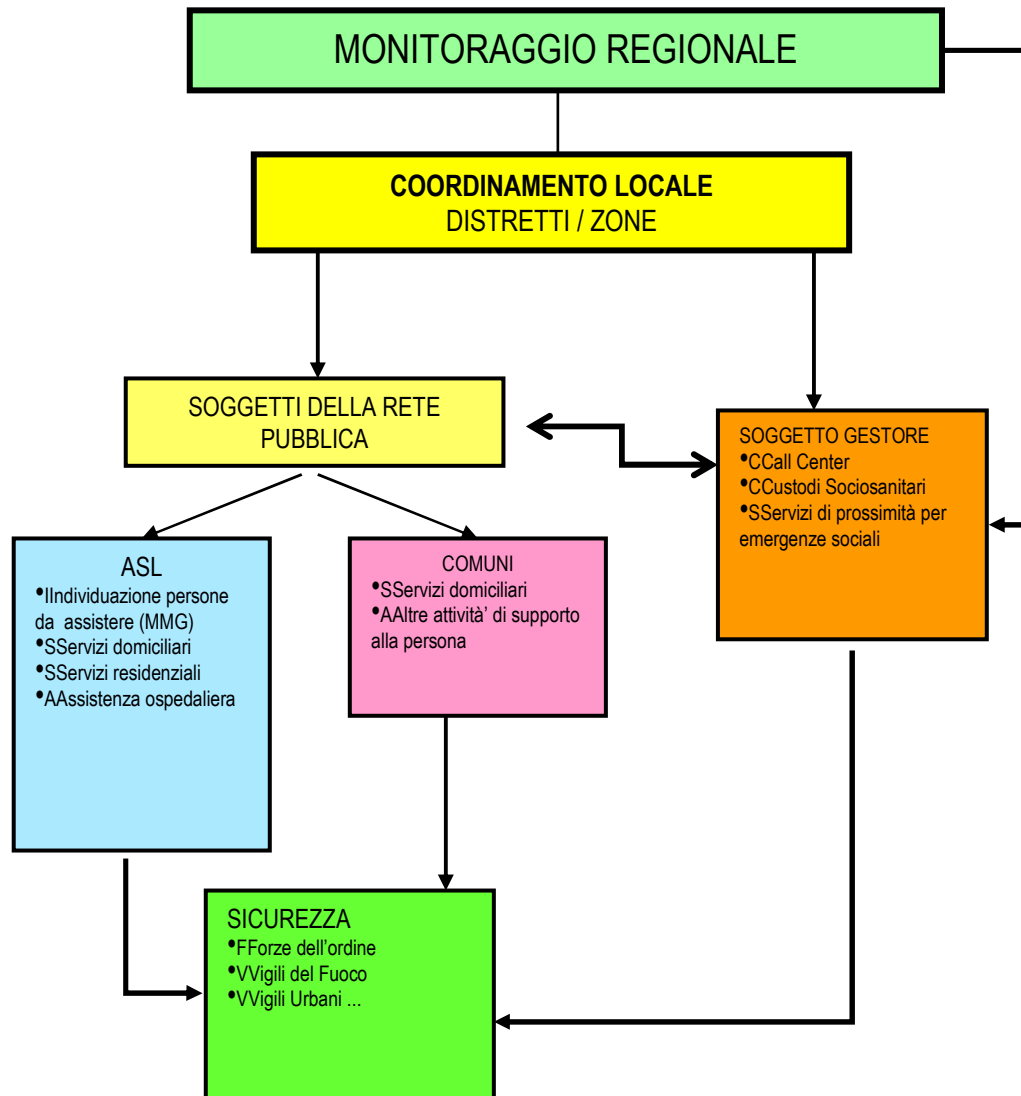 MONITORAGGIO REGIONALE
COORDINAMENTO LOCALE
DISTRETTI / ZONE
SOGGETTI DELLA RETE
PUBBLICA
SOGGETTO GESTORE
•CCall Center
•CCustodi Sociosanitari
•SServizi di prossimità per
emergenze sociali
ASL
•IIndividuazione persone
da assistere (MMG)
•SServizi domiciliari
•SServizi residenziali
•AAssistenza ospedaliera
COMUNI
•SServizi domiciliari
•AAltre attività' di supporto
alla persona
SICUREZZA
•FForze dell'ordine
•VVigili del Fuoco
•VVigili Urbani ...